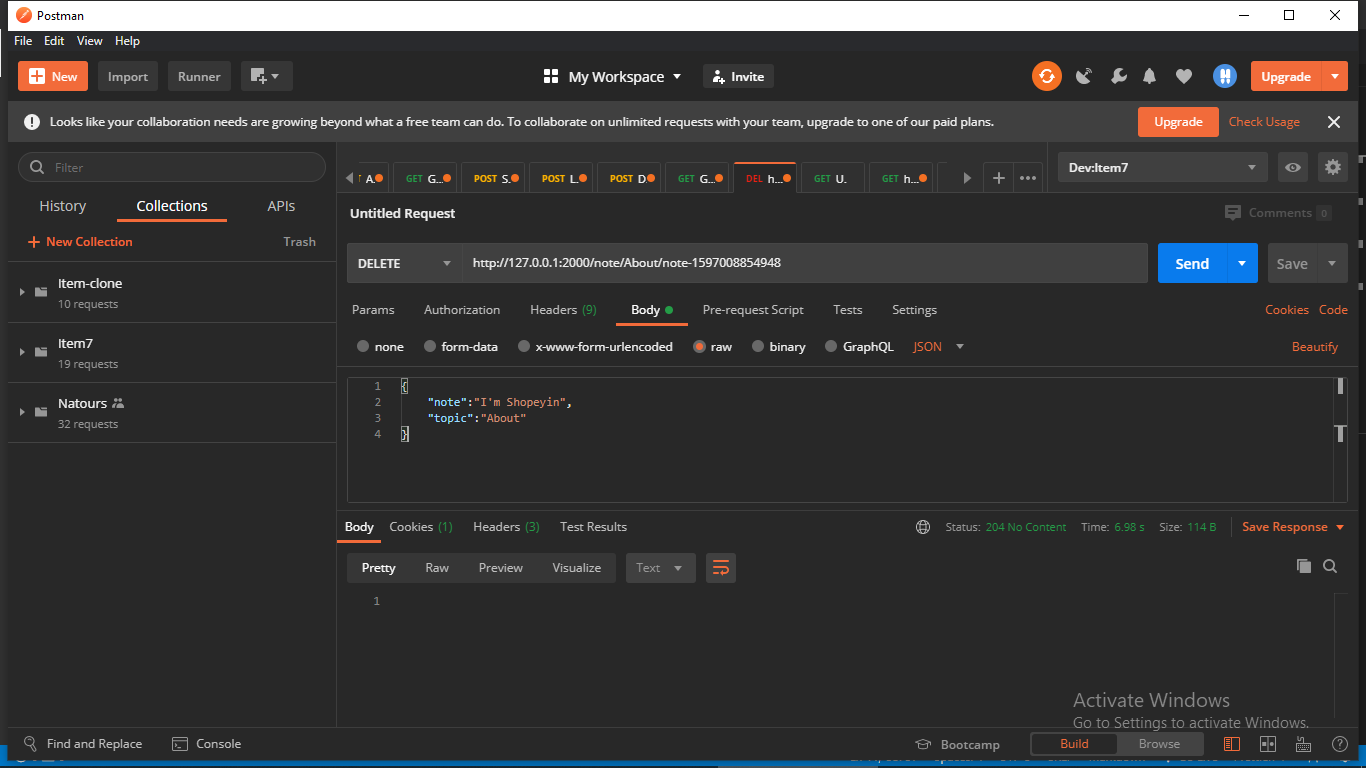 Postman
File Edit View Help
New Import Runner My Workspace Invite Upgrade
Looks like your collaboration needs are growing beyond what a free team can do. To collaborate on unlimited requests with your team, upgrade to one of our paid plans. Upgrade Check Usage
Filter
History Collections APIs
New Collection Trash
Item-clone
10 requests
Item7
19 requests
Natours
32 requests
A. GET G... POST S. POST L. POST D GET G... DEL h... GET U. GET h... Dev:Item7
Untitled Request Comments 0
DELETE http://127.0.0.1:2000/note/About/note-1597008854948 Send Save
Params Authorization Headers (9) Body Pre-request Script Tests Settings Cookies Code
none form-data x-www-form-urlencoded raw binary GraphQL JSON Beautify
1 {
2 "note":"I'm Shopeyin",
3 "topic":"About"
4 }
Body Cookies (1) Headers (3) Test Results Status: 204 No Content Time: 6.98 s Size: 114 B Save Response
Pretty Raw Preview Visualize Text
1
Activate Windows
Go to Settings to activate Windows.
Find and Replace Console Bootcamp Build Browse